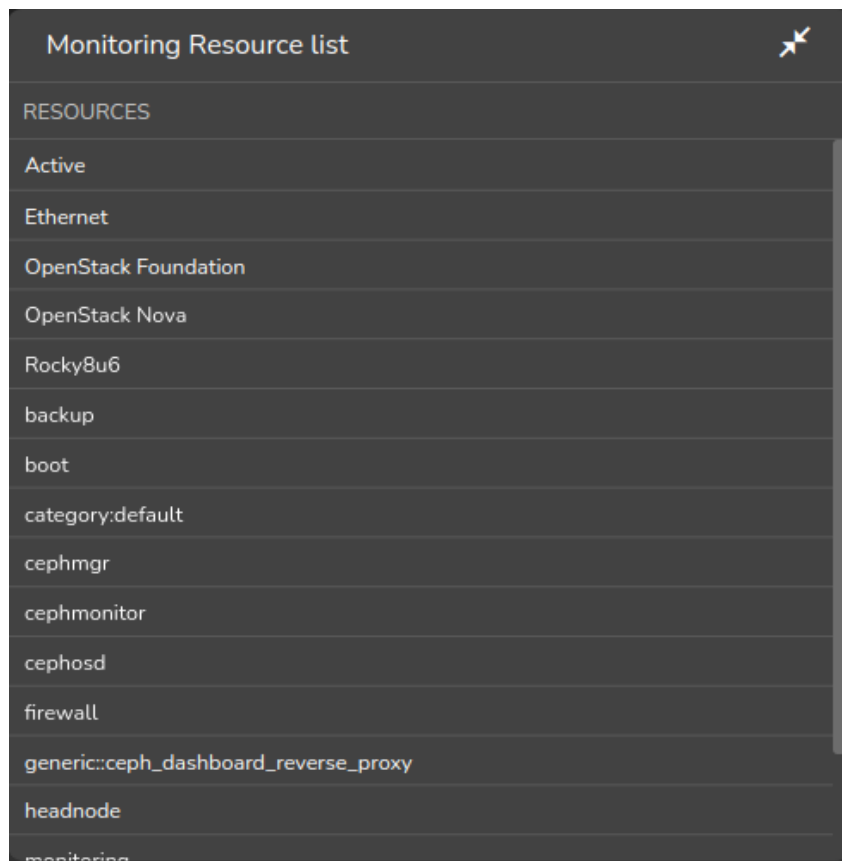 Monitoring Resource list
RESOURCES
Active
Ethernet
OpenStack Foundation
OpenStack Nova
Rocky8u6
backup
boot
category:default
cephmgr
cephmonitor
cephosd
firewall
generic::ceph_dashboard_reverse_proxy
headnode
monitoring